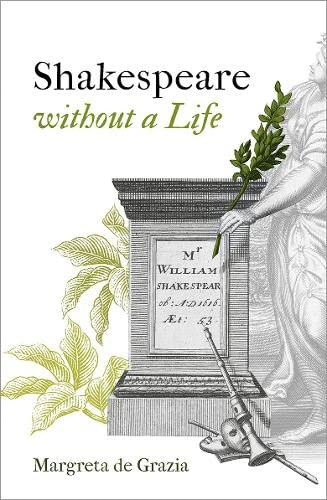 Shakespeare
without a Life
Mr
WILLIAM
SHAKESPEAR
ob: A:D 1616.
Æt: 53.
Margreta de Grazia